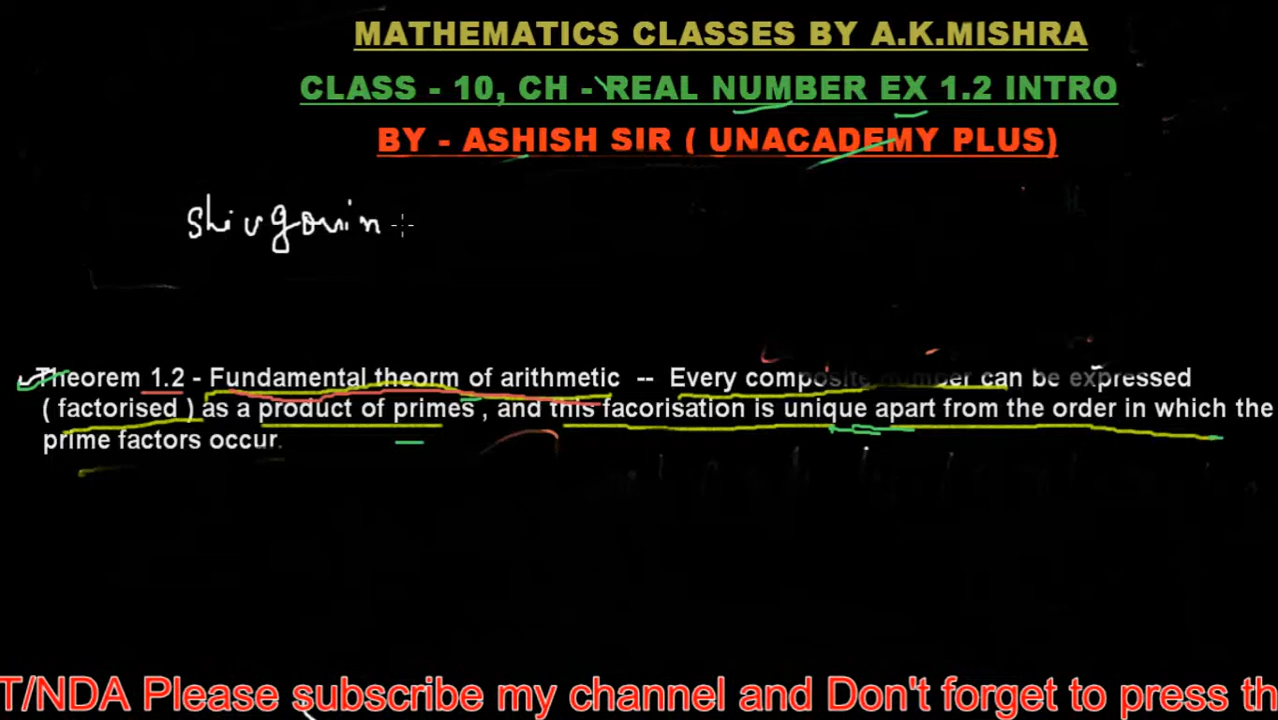 MATHEMATICS CLASSES BY A.K.MISHRA
CLASS - 10, CH - REAL NUMBER EX 1.2 INTRO
BY - ASHISH SIR ( UNACADEMY PLUS)
Shivgovin
Theorem 1.2 - Fundamental theorm of arithmetic -- Every composite number can be expressed
( factorised ) as a product of primes , and this facorisation is unique apart from the order in which the
prime factors occur.
T/NDA Please subscribe my channel and Don't forget to press th